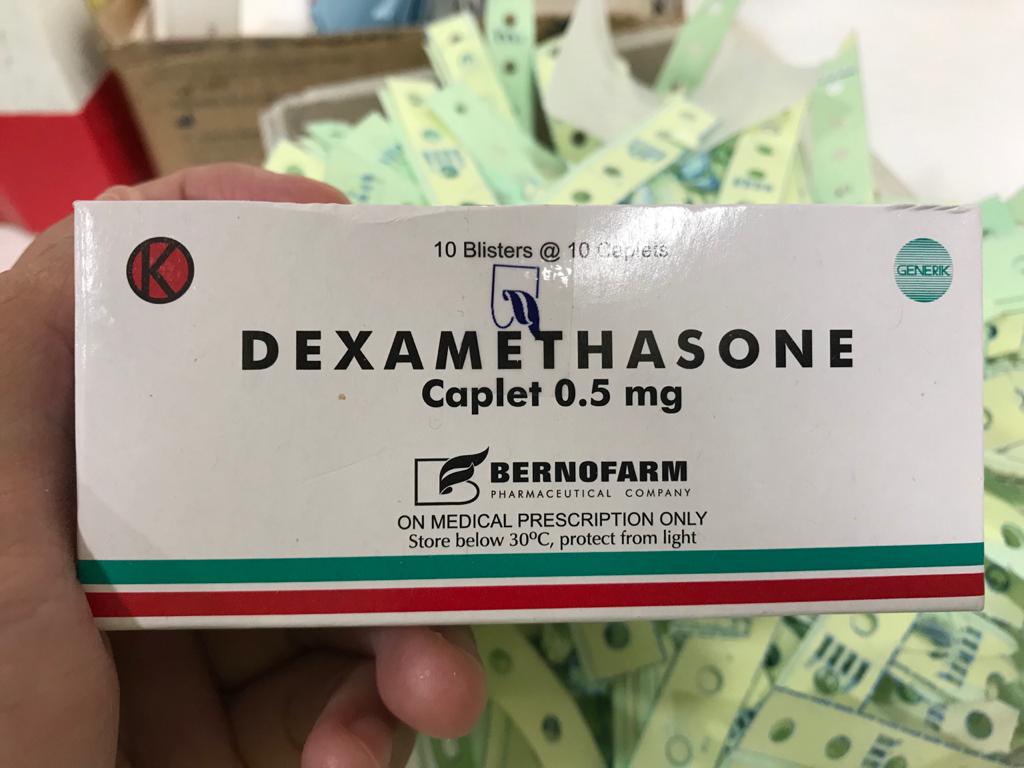 10 Blisters @ 10 Caplets
K
GENERIK
DEXAMETHASONE
Caplet 0.5 mg
BERNOFARM
PHARMACEUTICAL COMPANY
ON MEDICAL PRESCRIPTION ONLY
Store below 30ºC, protect from light